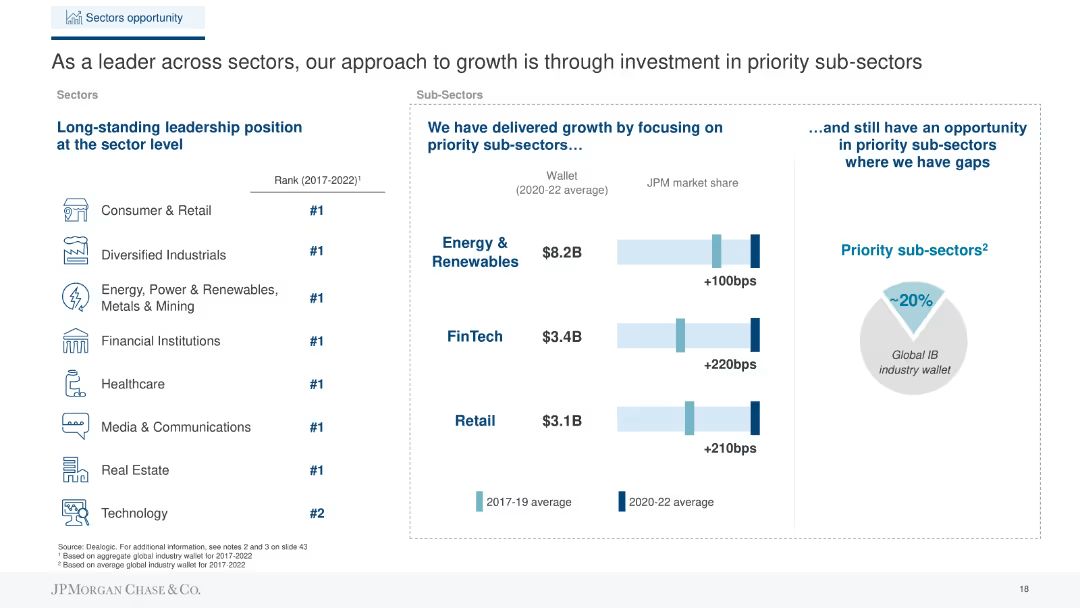 Sectors opportunity
As a leader across sectors, our approach to growth is through investment in priority sub-sectors
Sectors
Long-standing leadership position
at the sector level
Rank (2017-2022)¹
Consumer & Retail #1
Diversified Industrials #1
Energy, Power & Renewables,
Metals & Mining #1
Financial Institutions #1
Healthcare #1
Media & Communications #1
Real Estate #1
Technology #2
Sub-Sectors
We have delivered growth by focusing on
priority sub-sectors…
Wallet
(2020-22 average)
JPM market share
Energy &
Renewables
$8.2B
+100bps
FinTech
$3.4B
+220bps
Retail
$3.1B
+210bps
2017-19 average
2020-22 average
…and still have an opportunity
in priority sub-sectors
where we have gaps
Priority sub-sectors²
~20%
Global IB
industry wallet
Source: Dealogic. For additional information, see notes 2 and 3 on slide 43
¹ Based on aggregate global industry wallet for 2017-2022
² Based on average global industry wallet for 2017-2022
JPMORGAN CHASE & CO.
18